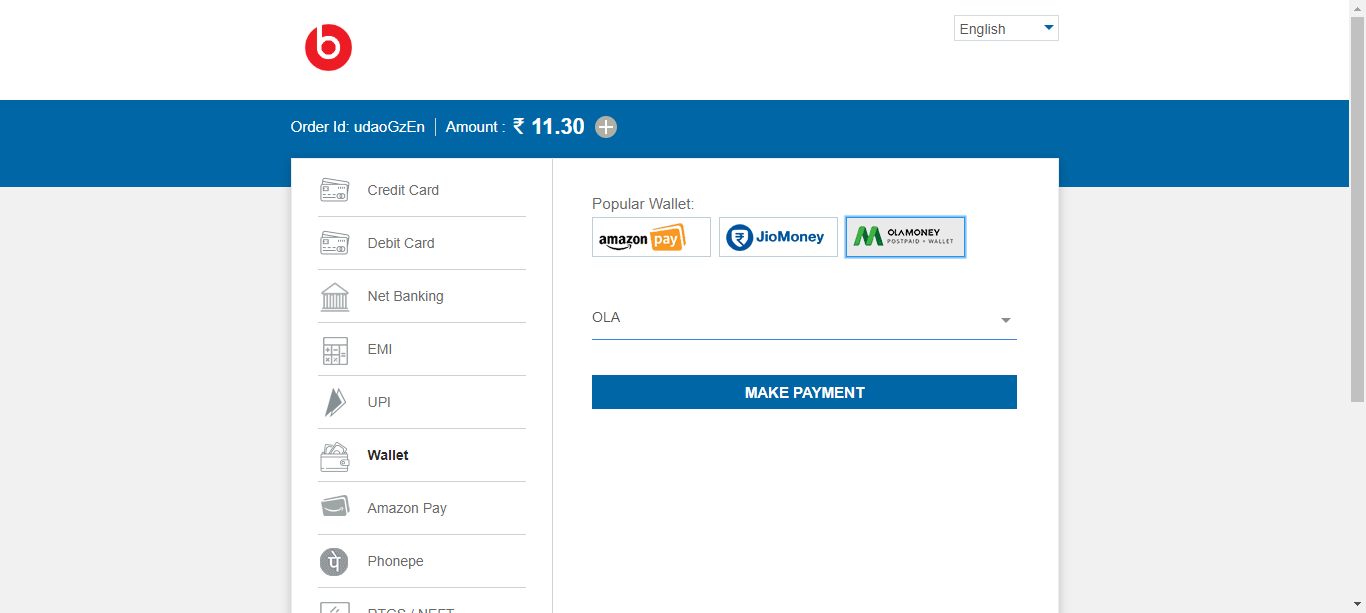 b
English
Order Id: udaoGzEn | Amount : ₹ 11.30
Credit Card
Debit Card
Net Banking
EMI
UPI
Wallet
Amazon Pay
पे
Phonepe
RTGS / NEFT
Popular Wallet:
amazon pay
JioMoney
OLAMONEY
POSTPAID + WALLET
OLA
MAKE PAYMENT